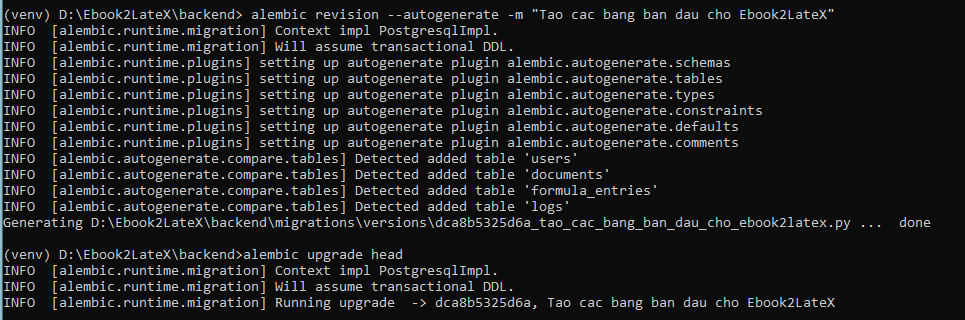 (venv) D:\Ebook2LateX\backend> alembic revision --autogenerate -m "Tao cac bang ban dau cho Ebook2LateX"
INFO  [alembic.runtime.migration] Context impl PostgresqlImpl.
INFO  [alembic.runtime.migration] Will assume transactional DDL.
INFO  [alembic.runtime.plugins] setting up autogenerate plugin alembic.autogenerate.schemas
INFO  [alembic.runtime.plugins] setting up autogenerate plugin alembic.autogenerate.tables
INFO  [alembic.runtime.plugins] setting up autogenerate plugin alembic.autogenerate.types
INFO  [alembic.runtime.plugins] setting up autogenerate plugin alembic.autogenerate.constraints
INFO  [alembic.runtime.plugins] setting up autogenerate plugin alembic.autogenerate.defaults
INFO  [alembic.runtime.plugins] setting up autogenerate plugin alembic.autogenerate.comments
INFO  [alembic.autogenerate.compare.tables] Detected added table 'users'
INFO  [alembic.autogenerate.compare.tables] Detected added table 'documents'
INFO  [alembic.autogenerate.compare.tables] Detected added table 'formula_entries'
INFO  [alembic.autogenerate.compare.tables] Detected added table 'logs'
Generating D:\Ebook2LateX\backend\migrations\versions\dca8b5325d6a_tao_cac_bang_ban_dau_cho_ebook2latex.py ...  done
(venv) D:\Ebook2LateX\backend>alembic upgrade head
INFO  [alembic.runtime.migration] Context impl PostgresqlImpl.
INFO  [alembic.runtime.migration] Will assume transactional DDL.
INFO  [alembic.runtime.migration] Running upgrade  -> dca8b5325d6a, Tao cac bang ban dau cho Ebook2LateX